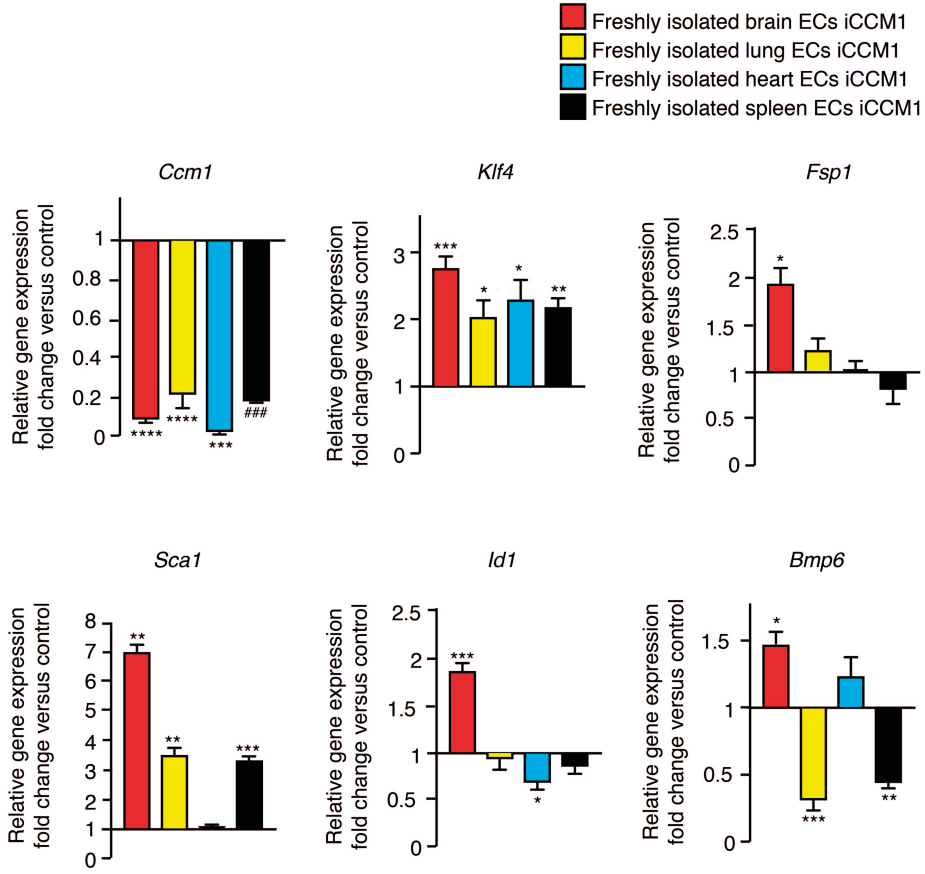 Freshly isolated brain ECs iCCM1
Freshly isolated lung ECs iCCM1
Freshly isolated heart ECs iCCM1
Freshly isolated spleen ECs iCCM1
Ccm1
Relative gene expression
fold change versus control
1
0.8
0.6
0.4
0.2
0
****
****
***
###
Klf4
Relative gene expression
fold change versus control
3
2
1
0
***
*
*
**
Fsp1
Relative gene expression
fold change versus control
2.5
2
1.5
1
0.5
0
*
Sca1
Relative gene expression
fold change versus control
8
7
6
5
4
3
2
1
0
**
**
***
Id1
Relative gene expression
fold change versus control
2.5
2
1.5
1
0.5
0
***
*
Bmp6
Relative gene expression
fold change versus control
1.5
1
0.5
0
*
***
**